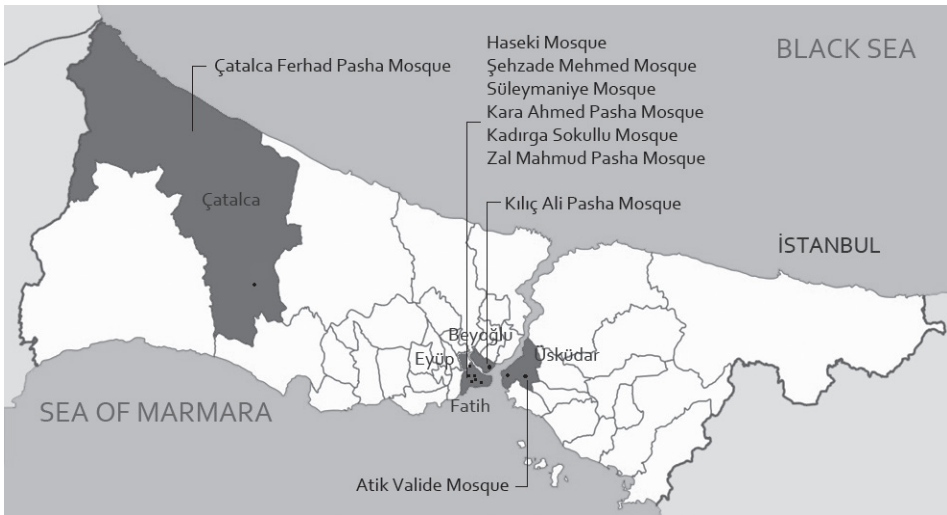 Haseki Mosque
BLACK SEA
Çatalca Ferhad Pasha Mosque
Şehzade Mehmed Mosque
Süleymaniye Mosque
Kara Ahmed Pasha Mosque
Kadırga Sokullu Mosque
Zal Mahmud Pasha Mosque
Çatalca
Kılıç Ali Pasha Mosque
İSTANBUL
Beyoğlu
Eyüp
Üsküdar
Fatih
SEA OF MARMARA
Atik Valide Mosque